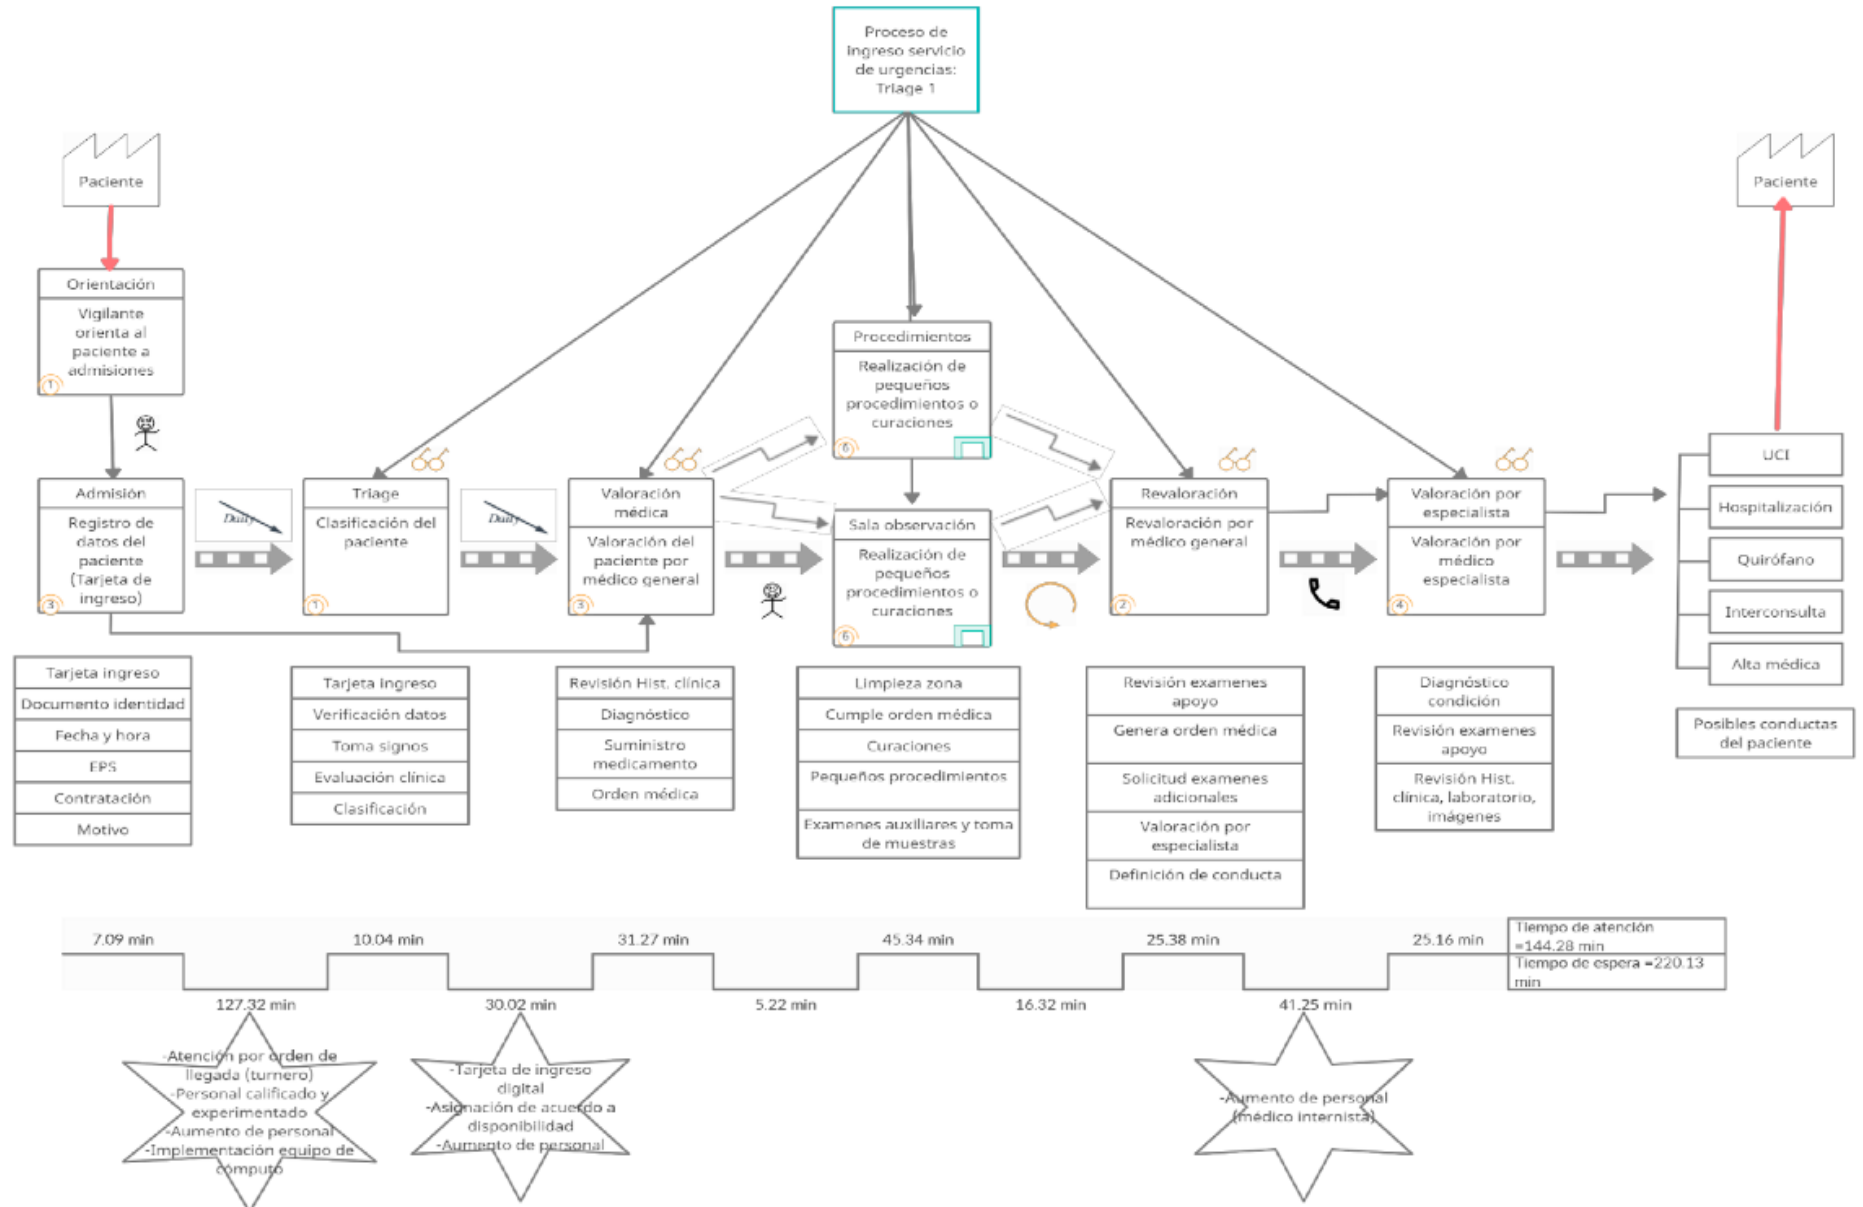 Proceso de
ingreso servicio
de urgencias:
Triage 1
Paciente
Paciente
Orientación
Vigilante
orienta al
paciente a
admisiones
1
Procedimientos
Realización de
pequeños
procedimientos o
curaciones
6
Admisión
Registro de
datos del
paciente
(Tarjeta de
ingreso)
3
Daily
Triage
Clasificación del
paciente
1
Daily
Valoración
médica
Valoración del
paciente por
médico general
3
Sala observación
Realización de
pequeños
procedimientos o
curaciones
6
Revaloración
Revaloración por
médico general
2
Valoración por
especialista
Valoración por
médico
especialista
4
UCI
Hospitalización
Quirófano
Interconsulta
Alta médica
Posibles conductas
del paciente
Tarjeta ingreso
Documento identidad
Fecha y hora
EPS
Contratación
Motivo
Tarjeta ingreso
Verificación datos
Toma signos
Evaluación clínica
Clasificación
Revisión Hist. clínica
Diagnóstico
Suministro
medicamento
Orden médica
Limpieza zona
Cumple orden médica
Curaciones
Pequeños procedimientos
Examenes auxiliares y toma
de muestras
Revisión examenes
apoyo
Genera orden médica
Solicitud examenes
adicionales
Valoración por
especialista
Definición de conducta
Diagnóstico
condición
Revisión examenes
apoyo
Revisión Hist.
clínica, laboratorio,
imágenes
7.09 min
10.04 min
31.27 min
45.34 min
25.38 min
25.16 min
Tiempo de atención
=144.28 min
Tiempo de espera =220.13
min
127.32 min
30.02 min
5.22 min
16.32 min
41.25 min
-Atención por orden de
llegada (turnero)
-Personal calificado y
experimentado
-Aumento de personal
-Implementación equipo de
cómputo
-Tarjeta de ingreso
digital
-Asignación de acuerdo a
disponibilidad
-Aumento de personal
-Aumento de personal
(médico internista)